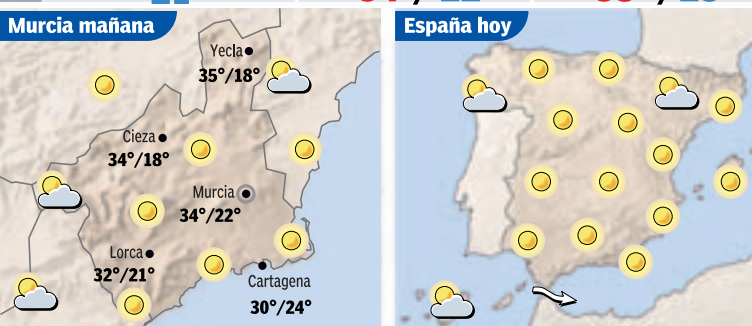 Murcia mañana
Yecla
35°/18°
Cieza
34°/18°
Murcia
34°/22°
Lorca
32°/21°
Cartagena
30°/24°
España hoy